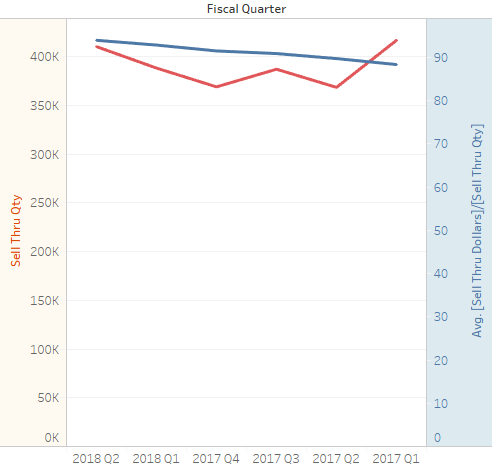 Fiscal Quarter
Sell Thru Qty
400K
350K
300K
250K
200K
150K
100K
50K
0K
90
80
70
60
50
40
30
20
10
0
Avg. [Sell Thru Dollars]/[Sell Thru Qty]
2018 Q2 2018 Q1 2017 Q4 2017 Q3 2017 Q2 2017 Q1